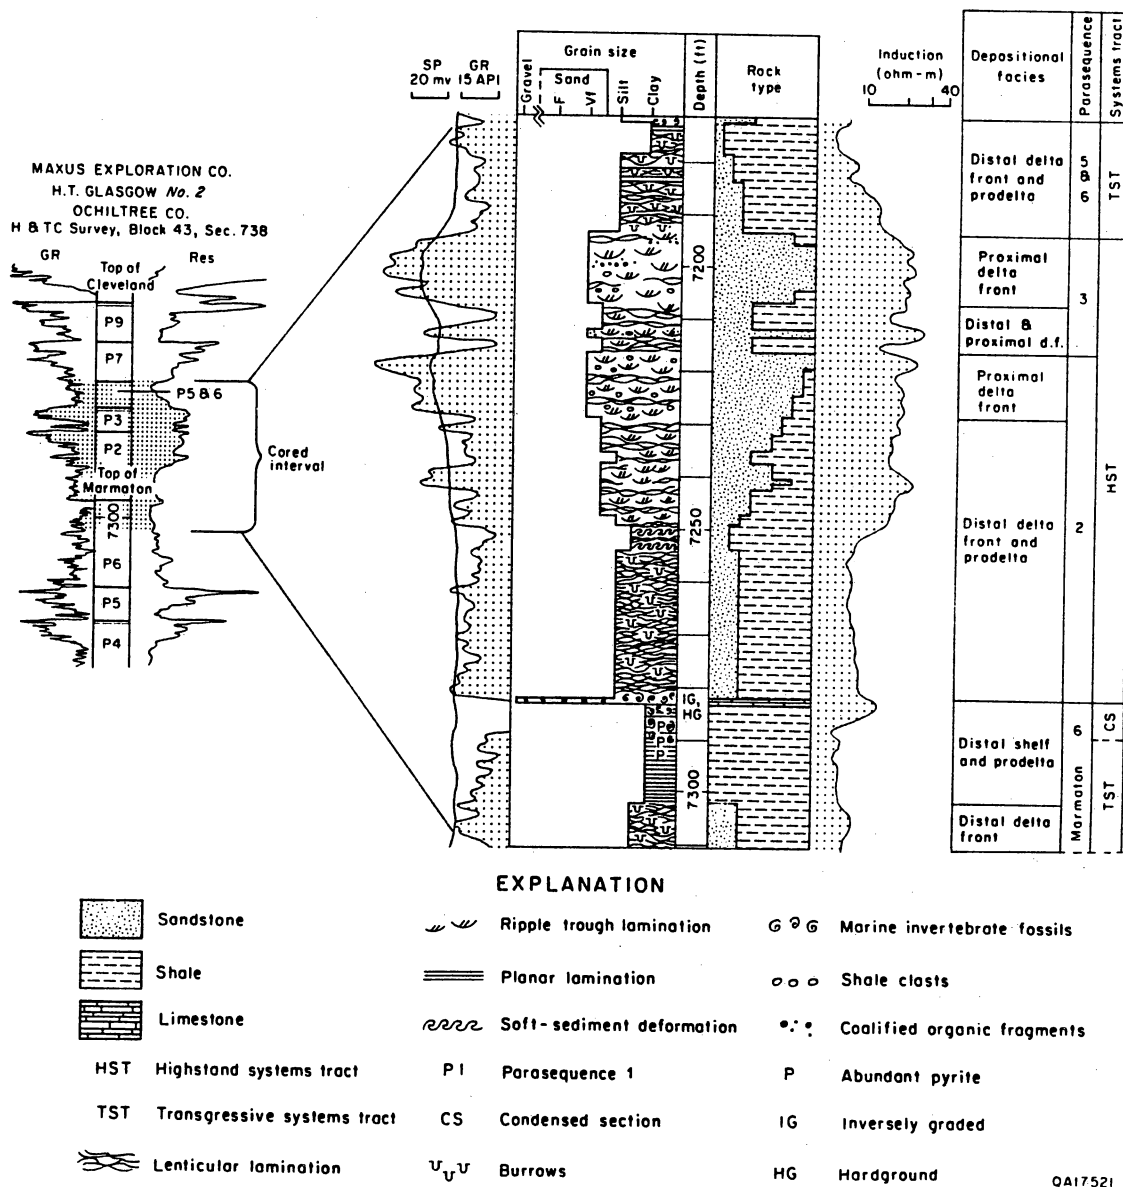 MAXUS EXPLORATION CO.
H.T. GLASGOW No. 2
OCHILTREE CO.
H & TC Survey, Block 43, Sec. 738
GR
Top of
Cleveland
Res
P9
P7
P5 & 6
P3
P2
Top of
Marmaton
7300
P6
P5
P4
Cored
interval
SP
20 mv
GR
15 API
Grain size
Gravel
Sand
F
Vf
Silt
Clay
Depth (ft)
Rock
type
Induction
(ohm-m)
10
40
Depositional
facies
Parasequence
Systems tract
7200
7250
IG,
HG
7300
P
P
P
P
Distal delta
front and
prodelta
5
&
6
TST
Proximal
delta
front
3
Distal &
proximal d.f.
Proximal
delta
front
HST
Distal delta
front and
prodelta
2
Distal shelf
and prodelta
6
CS
Marmaton
TST
Distal delta
front
EXPLANATION
Sandstone
Ripple trough lamination
Marine invertebrate fossils
Shale
Planar lamination
Shale clasts
Limestone
Soft-sediment deformation
Coalified organic fragments
HST Highstand systems tract
P1 Parasequence 1
P Abundant pyrite
TST Transgressive systems tract
CS Condensed section
IG Inversely graded
Lenticular lamination
Burrows
HG Hardground
QA17521